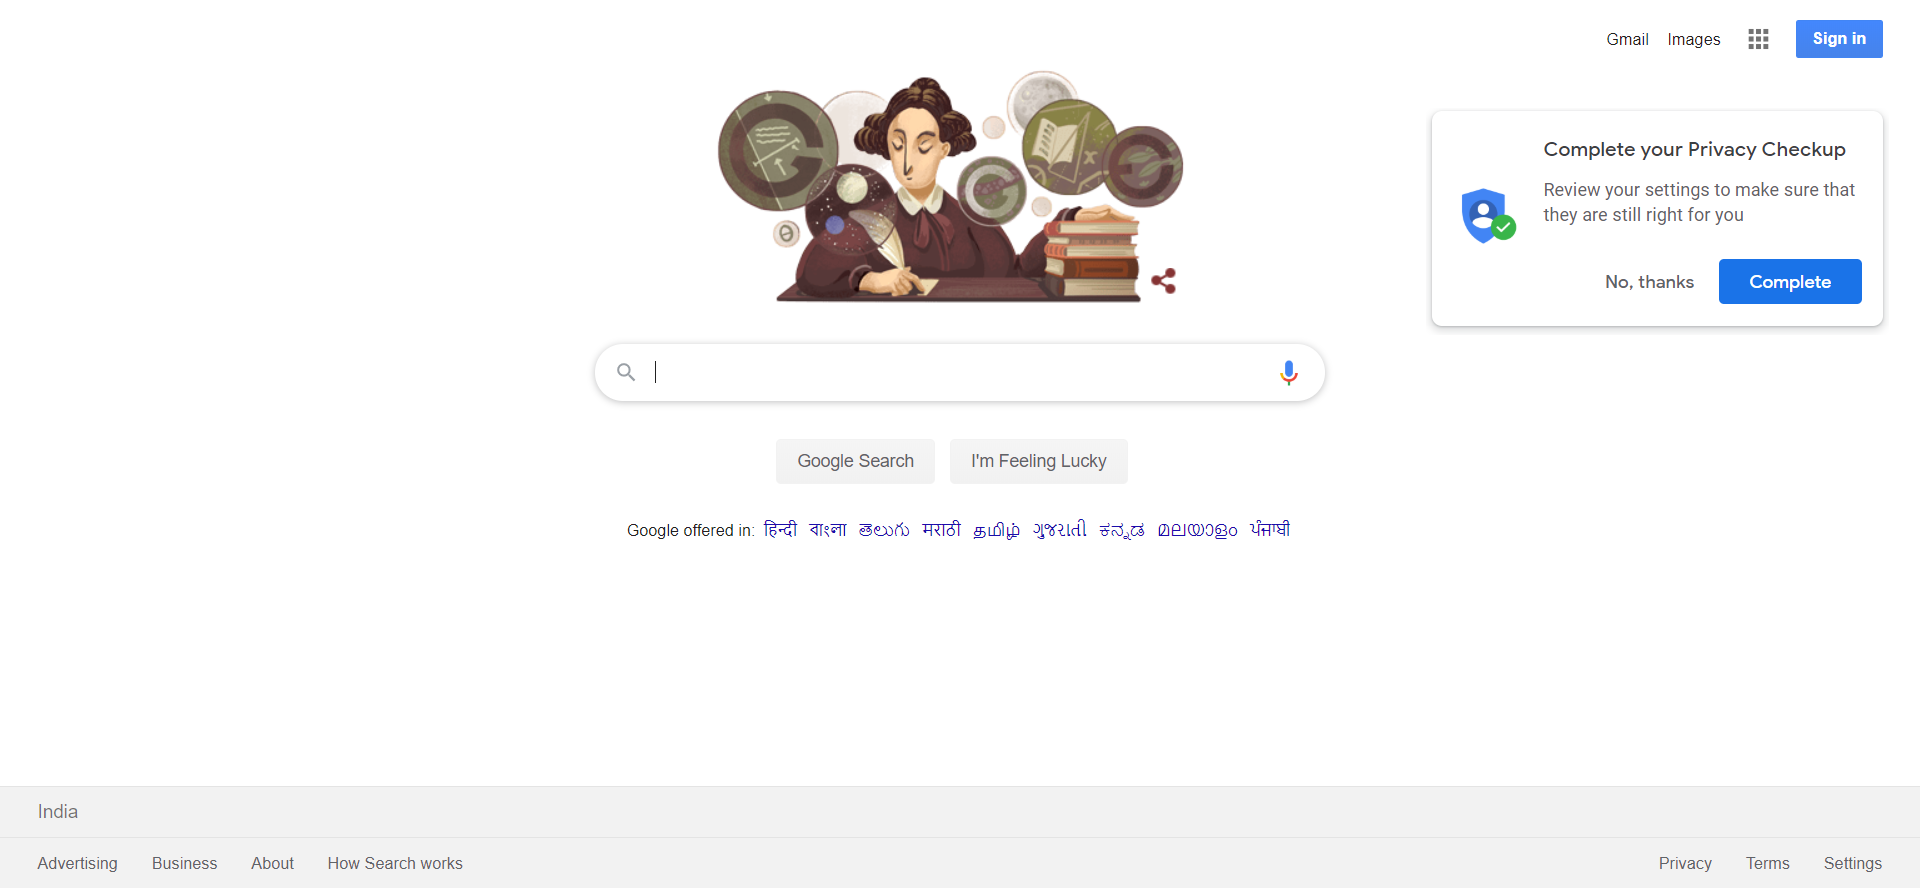 Gmail Images Sign in
Complete your Privacy Checkup
Review your settings to make sure that
they are still right for you
No, thanks Complete
Google Search I'm Feeling Lucky
Google offered in: हिन्दी বাংলা తెలుగు मराठी தமிழ் ગુજરાતી ಕನ್ನಡ മലയാളം ਪੰਜਾਬੀ
India
Advertising Business About How Search works Privacy Terms Settings